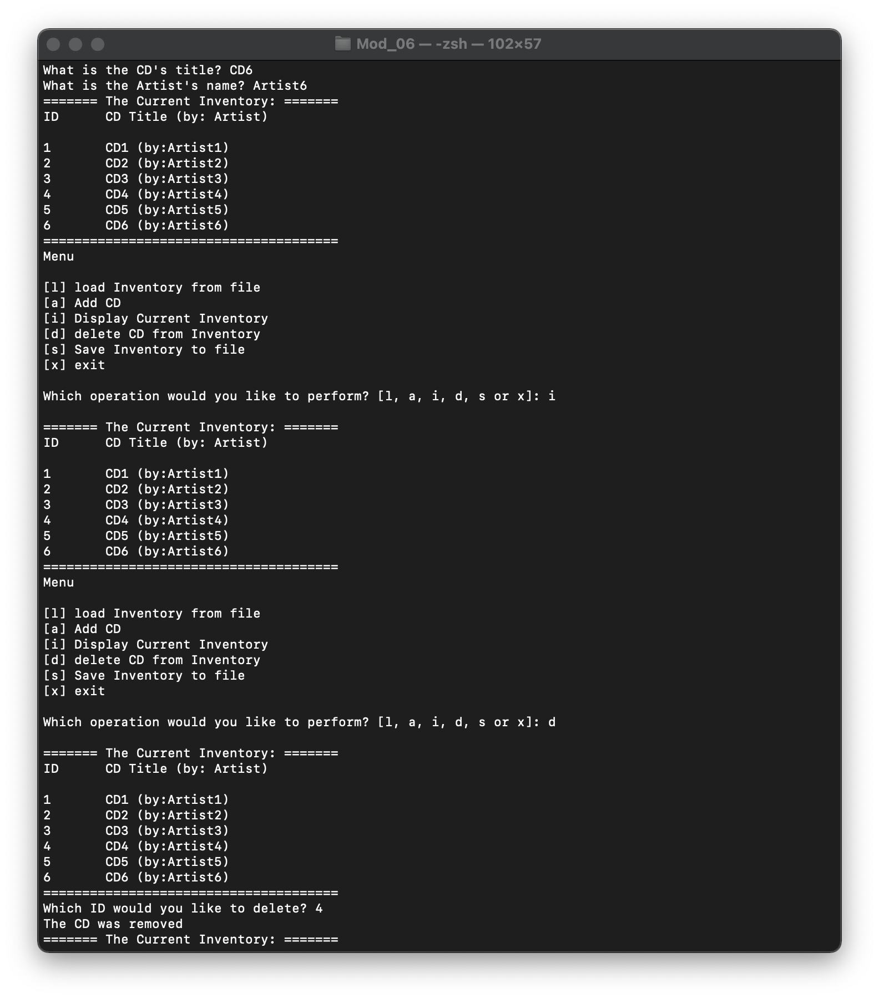 Mod_06 — -zsh — 102×57
What is the CD's title? CD6
What is the Artist's name? Artist6
======= The Current Inventory: =======
ID      CD Title (by: Artist)

1       CD1 (by:Artist1)
2       CD2 (by:Artist2)
3       CD3 (by:Artist3)
4       CD4 (by:Artist4)
5       CD5 (by:Artist5)
6       CD6 (by:Artist6)
======================================
Menu

[l] load Inventory from file
[a] Add CD
[i] Display Current Inventory
[d] delete CD from Inventory
[s] Save Inventory to file
[x] exit

Which operation would you like to perform? [l, a, i, d, s or x]: i

======= The Current Inventory: =======
ID      CD Title (by: Artist)

1       CD1 (by:Artist1)
2       CD2 (by:Artist2)
3       CD3 (by:Artist3)
4       CD4 (by:Artist4)
5       CD5 (by:Artist5)
6       CD6 (by:Artist6)
======================================
Menu

[l] load Inventory from file
[a] Add CD
[i] Display Current Inventory
[d] delete CD from Inventory
[s] Save Inventory to file
[x] exit

Which operation would you like to perform? [l, a, i, d, s or x]: d

======= The Current Inventory: =======
ID      CD Title (by: Artist)

1       CD1 (by:Artist1)
2       CD2 (by:Artist2)
3       CD3 (by:Artist3)
4       CD4 (by:Artist4)
5       CD5 (by:Artist5)
6       CD6 (by:Artist6)
======================================
Which ID would you like to delete? 4
The CD was removed
======= The Current Inventory: =======